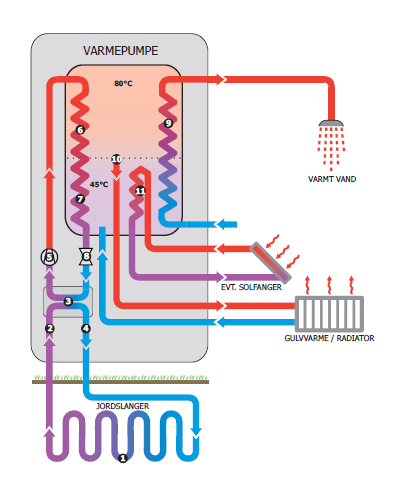 VARMEPUMPE
80°C
6
9
10
45°C
11
7
VARMT VAND
5
8
EVT. SOLFANGER
3
2
4
GULVVARME / RADIATOR
JORDSLANGER
1